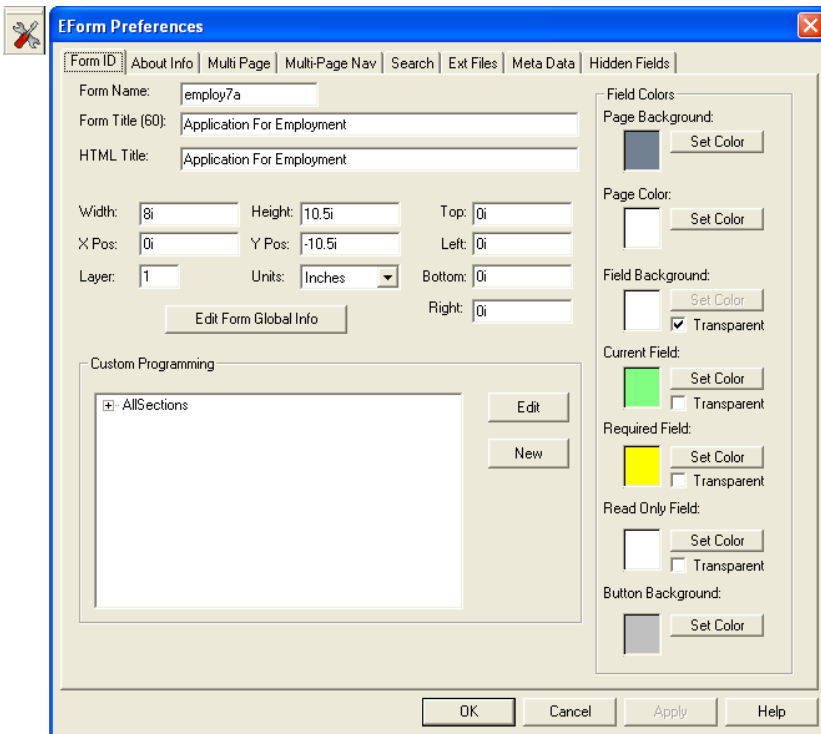 EForm Preferences
Form ID About Info Multi Page Multi-Page Nav Search Ext Files Meta Data Hidden Fields
Form Name: employ7a
Form Title (60): Application For Employment
HTML Title: Application For Employment
Width: 8i Height: 10.5i Top: 0i
X Pos: 0i Y Pos: -10.5i Left: 0i
Layer: 1 Units: Inches Bottom: 0i
Edit Form Global Info Right: 0i
Custom Programming
AllSections
Edit
New
Field Colors
Page Background:
Set Color
Page Color:
Set Color
Field Background:
Set Color
Transparent
Current Field:
Set Color
Transparent
Required Field:
Set Color
Transparent
Read Only Field:
Set Color
Transparent
Button Background:
Set Color
OK Cancel Apply Help